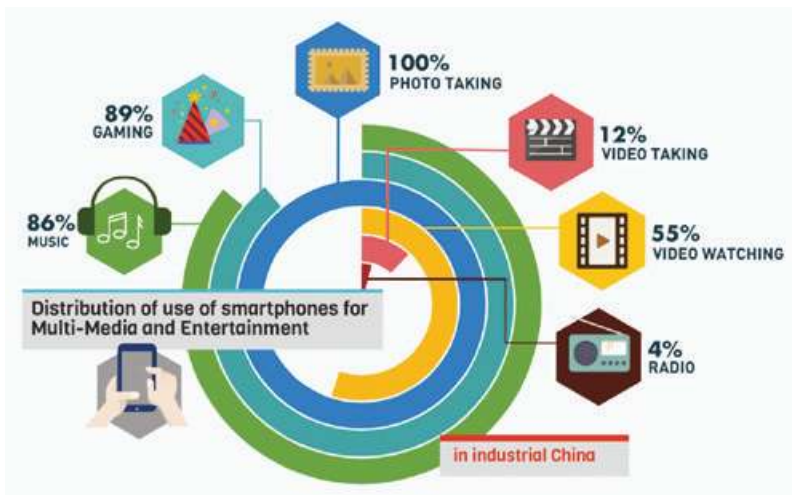 100%
PHOTO TAKING
89%
GAMING
12%
VIDEO TAKING
86%
MUSIC
55%
VIDEO WATCHING
Distribution of use of smartphones for
Multi-Media and Entertainment
4%
RADIO
in industrial China